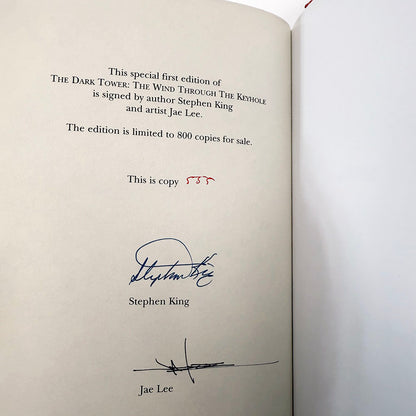 This special first edition of
THE DARK TOWER: THE WIND THROUGH THE KEYHOLE
is signed by author Stephen King
and artist Jae Lee.
The edition is limited to 800 copies for sale.
This is copy 535
Stephen King
Stephen King
Jae Lee